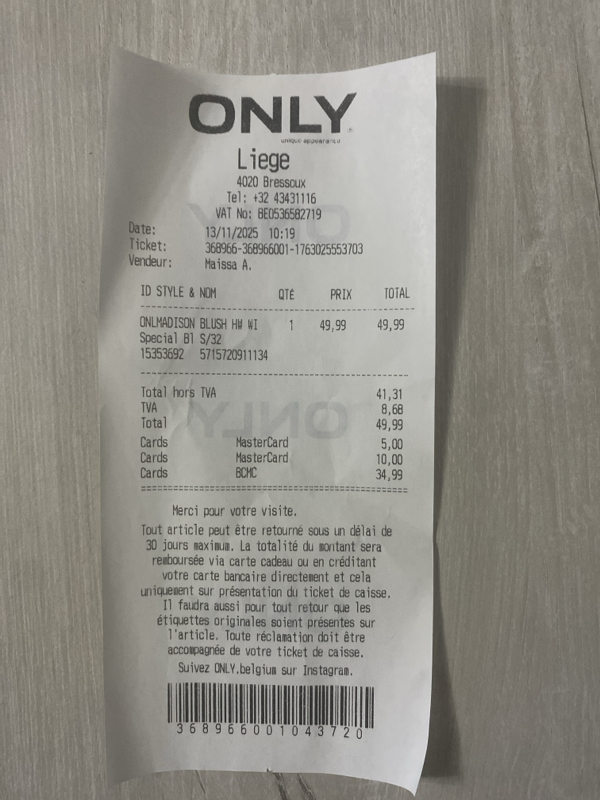 ONLY
unique appearance
Liege
4020 Bressoux
Tel: +32 43431116
VAT No: BE0536582719
Date: 13/11/2025 10:19
Ticket: 368966-368966001-1763025553703
Vendeur: Maissa A.
ID STYLE & NOM QTÉ PRIX TOTAL
ONLMADISON BLUSH HW WI 1 49,99 49,99
Special Bl S/32
15353692 5715720911134
Total hors TVA 41,31
TVA 8,68
Total 49,99
Cards MasterCard 5,00
Cards MasterCard 10,00
Cards BCMC 34,99
Merci pour votre visite.
Tout article peut être retourné sous un délai de
30 jours maximum. La totalité du montant sera
remboursée via carte cadeau ou en créditant
votre carte bancaire directement et cela
uniquement sur présentation du ticket de caisse.
Il faudra aussi pour tout retour que les
étiquettes originales soient présentes sur
l'article. Toute réclamation doit être
accompagnée de votre ticket de caisse.
Suivez ONLY.belgium sur Instagram.
368966001043720